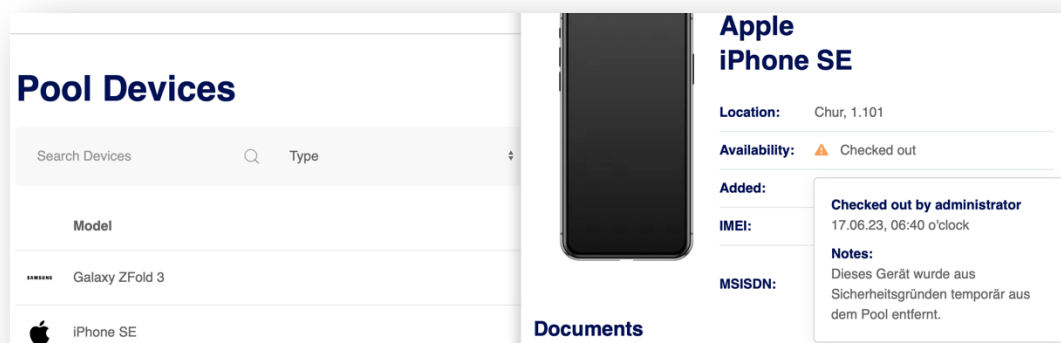 Pool Devices
Search Devices
Type
Model
SAMSUNG
Galaxy ZFold 3
iPhone SE
Apple
iPhone SE
Location: Chur, 1.101
Availability: Checked out
Added:
IMEI:
MSISDN:
Checked out by administrator
17.06.23, 06:40 o'clock
Notes:
Dieses Gerät wurde aus
Sicherheitsgründen temporär aus
dem Pool entfernt.
Documents